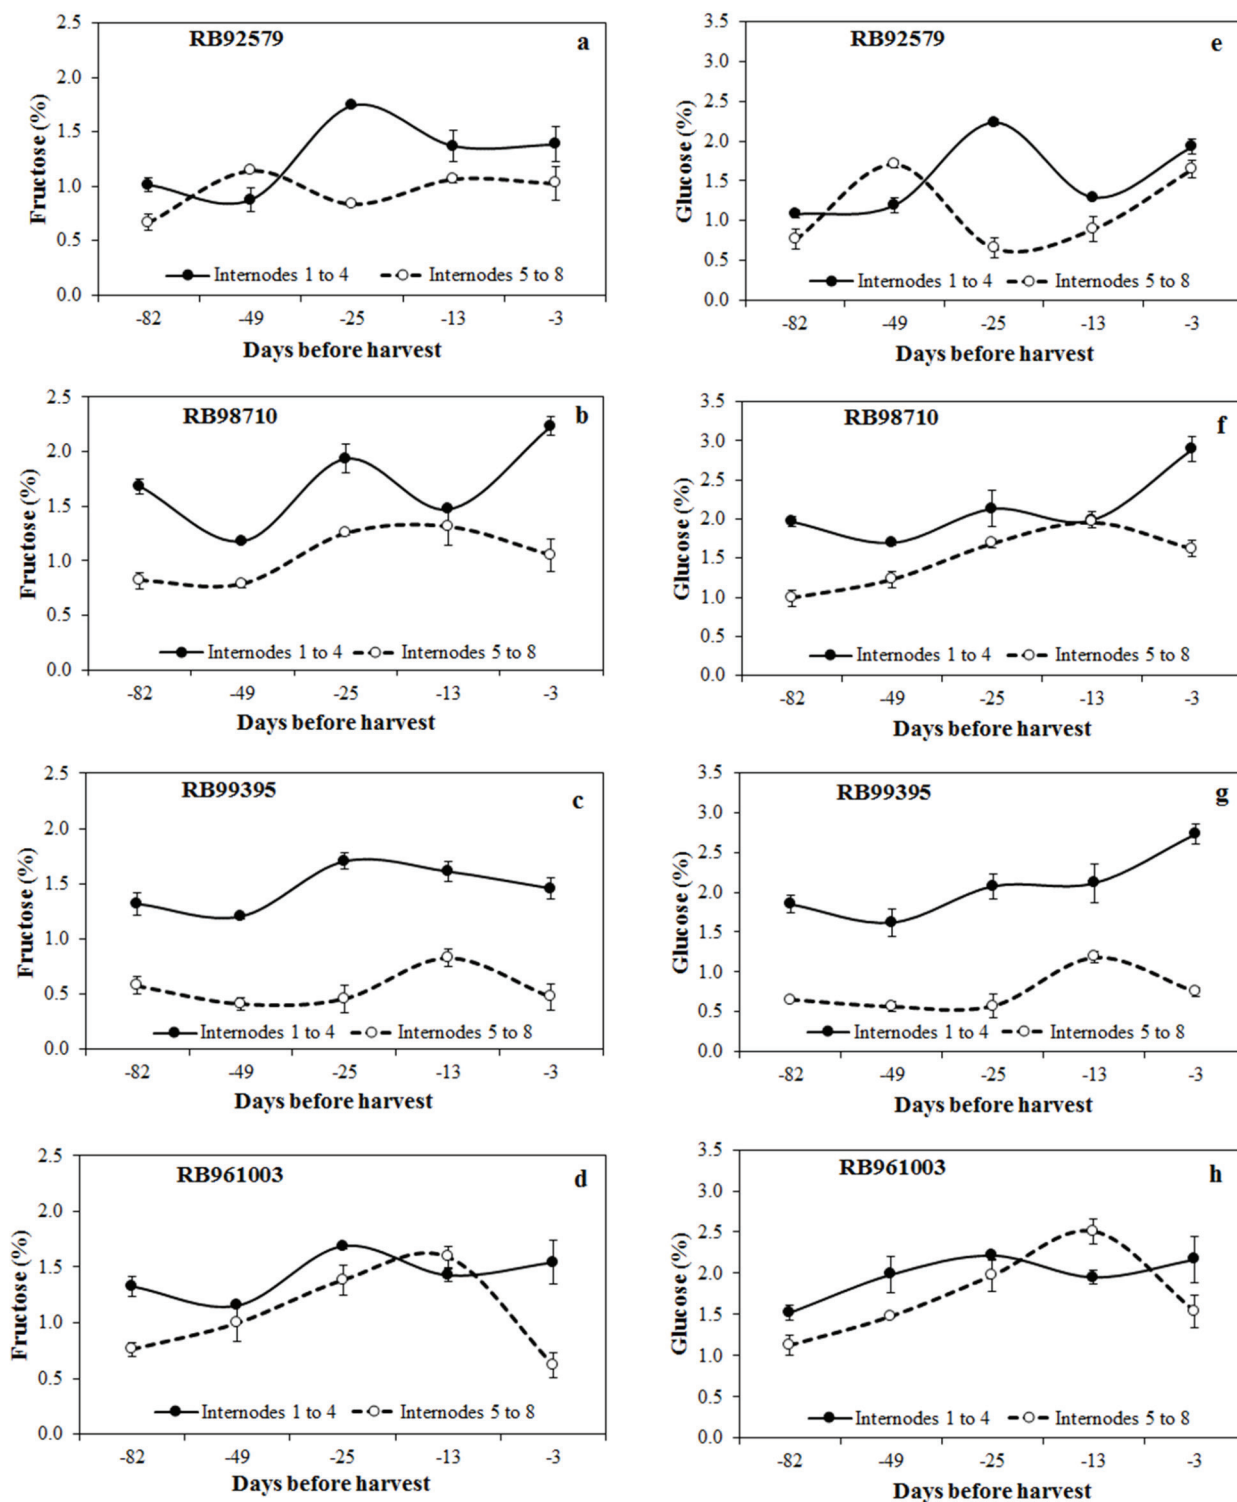 RB92579 a
Fructose (%)
2.5
2.0
1.5
1.0
0.5
0.0
Internodes 1 to 4 Internodes 5 to 8
-82 -49 -25 -13 -3
Days before harvest
RB92579 e
Glucose (%)
3.5
3.0
2.5
2.0
1.5
1.0
0.5
0.0
Internodes 1 to 4 Internodes 5 to 8
-82 -49 -25 -13 -3
Days before harvest
RB98710 b
Fructose (%)
2.5
2.0
1.5
1.0
0.5
0.0
Internodes 1 to 4 Internodes 5 to 8
-82 -49 -25 -13 -3
Days before harvest
RB98710 f
Glucose (%)
3.5
3.0
2.5
2.0
1.5
1.0
0.5
0.0
Internodes 1 to 4 Internodes 5 to 8
-82 -49 -25 -13 -3
Days before harvest
RB99395 c
Fructose (%)
2.5
2.0
1.5
1.0
0.5
0.0
Internodes 1 to 4 Internodes 5 to 8
-82 -49 -25 -13 -3
Days before harvest
RB99395 g
Glucose (%)
3.5
3.0
2.5
2.0
1.5
1.0
0.5
0.0
Internodes 1 to 4 Internodes 5 to 8
-82 -49 -25 -13 -3
Days before harvest
RB961003 d
Fructose (%)
2.5
2.0
1.5
1.0
0.5
0.0
Internodes 1 to 4 Internodes 5 to 8
-82 -49 -25 -13 -3
Days before harvest
RB961003 h
Glucose (%)
3.5
3.0
2.5
2.0
1.5
1.0
0.5
0.0
Internodes 1 to 4 Internodes 5 to 8
-82 -49 -25 -13 -3
Days before harvest